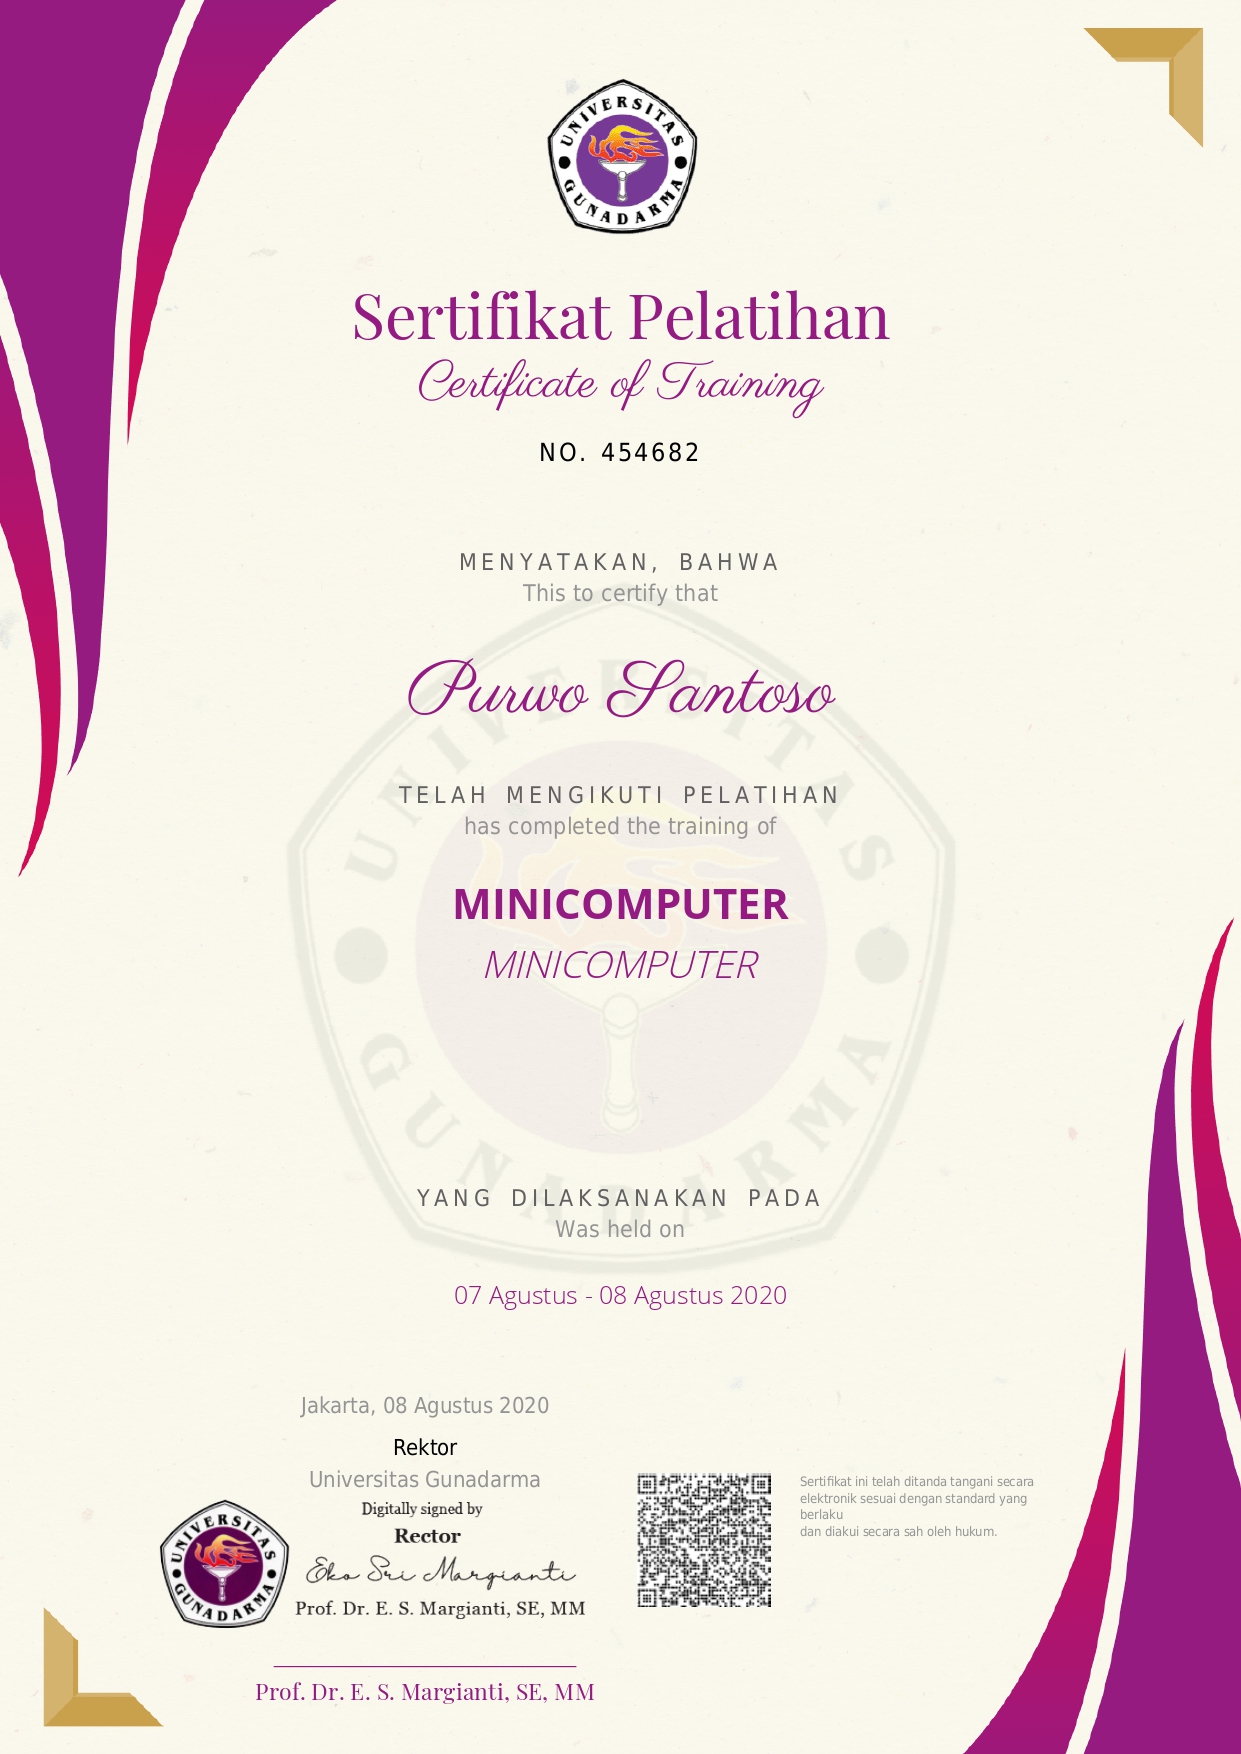 UNIVERSITAS
GUNADARMA
Sertifikat Pelatihan
Certificate of Training
NO. 454682
MENYATAKAN, BAHWA
This to certify that
Purwo Santoso
TELAH MENGIKUTI PELATIHAN
has completed the training of
MINICOMPUTER
MINICOMPUTER
YANG DILAKSANAKAN PADA
Was held on
07 Agustus - 08 Agustus 2020
UNIVERSITAS
GUNADARMA
Jakarta, 08 Agustus 2020
Rektor
Universitas Gunadarma
Digitally signed by
Rector
Eko Sri Margianti
Prof. Dr. E. S. Margianti, SE, MM
UNIVERSITAS
GUNADARMA
Prof. Dr. E. S. Margianti, SE, MM
Sertifikat ini telah ditanda tangani secara
elektronik sesuai dengan standard yang
berlaku
dan diakui secara sah oleh hukum.